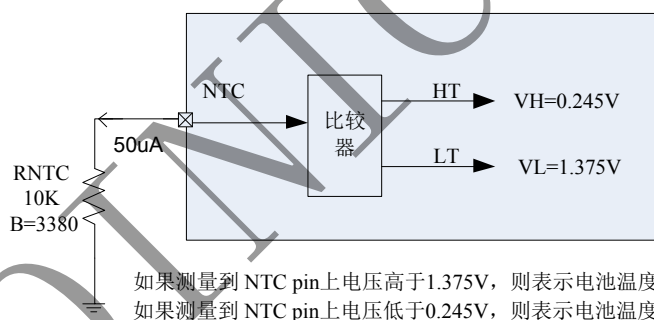 NTC
HT
VH=0.245V
比较
器
50uA
LT
VL=1.375V
RNTC
10K
B=3380
如果测量到 NTC pin上电压高于1.375V，则表示电池温度
如果测量到 NTC pin上电压低于0.245V，则表示电池温度